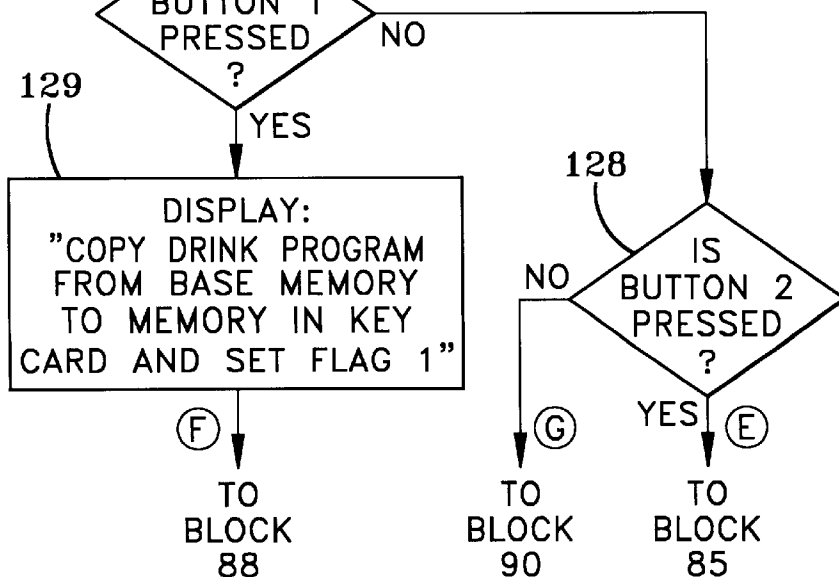 BUTTON 1
PRESSED
?
NO
YES
129
DISPLAY:
"COPY DRINK PROGRAM
FROM BASE MEMORY
TO MEMORY IN KEY
CARD AND SET FLAG 1"
F
TO
BLOCK
88
128
IS
BUTTON 2
PRESSED
?
NO
G
TO
BLOCK
90
YES
E
TO
BLOCK
85